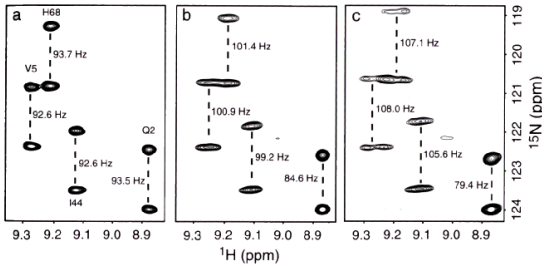 a
H68
93.7 Hz
V5
92.6 Hz
92.6 Hz
Q2
93.5 Hz
I44
b
101.4 Hz
100.9 Hz
99.2 Hz
84.6 Hz
c
107.1 Hz
108.0 Hz
105.6 Hz
79.4 Hz
119
120
121
122
123
124
15N (ppm)
9.3 9.2 9.1 9.0 8.9
9.3 9.2 9.1 9.0 8.9
9.3 9.2 9.1 9.0 8.9
1H (ppm)